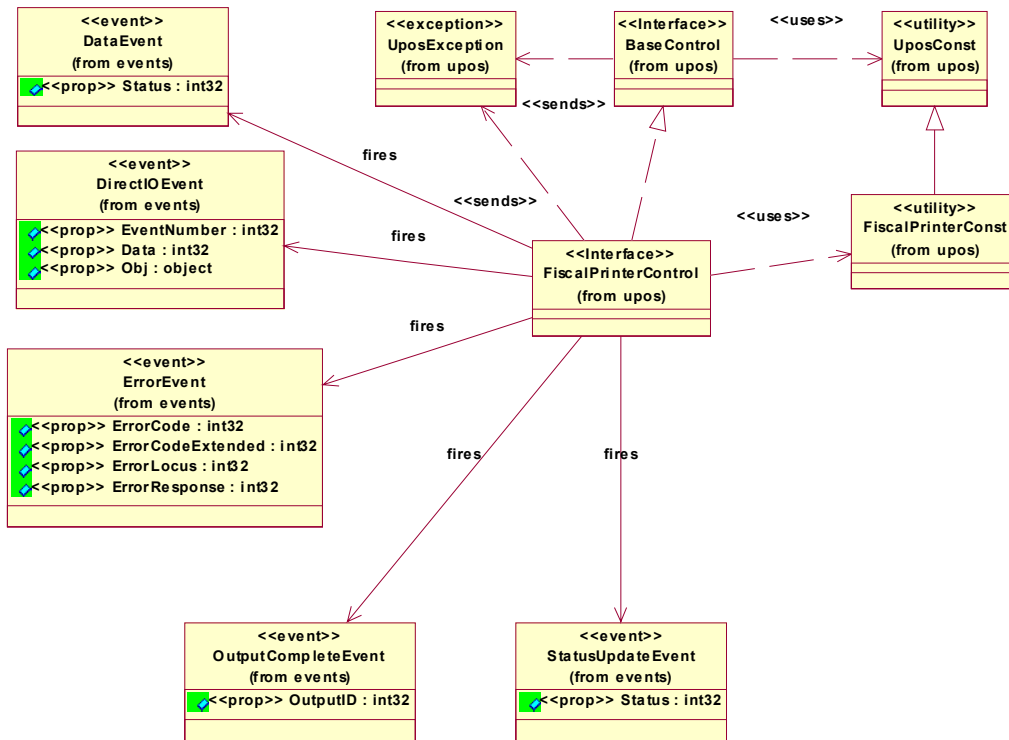 <<event>>
DataEvent
(from events)
<<prop>> Status : int32
<<exception>>
UposException
(from upos)
<<Interface>>
BaseControl
(from upos)
<<uses>>
<<utility>>
UposConst
(from upos)
<<sends>>
fires
<<event>>
DirectIOEvent
(from events)
<<prop>> EventNumber : int32
<<prop>> Data : int32
<<prop>> Obj : object
<<sends>>
fires
<<uses>>
<<utility>>
FiscalPrinterConst
(from upos)
<<Interface>>
FiscalPrinterControl
(from upos)
fires
<<event>>
ErrorEvent
(from events)
<<prop>> ErrorCode : int32
<<prop>> ErrorCodeExtended : int32
<<prop>> ErrorLocus : int32
<<prop>> ErrorResponse : int32
fires
fires
<<event>>
OutputCompleteEvent
(from events)
<<prop>> OutputID : int32
<<event>>
StatusUpdateEvent
(from events)
<<prop>> Status : int32